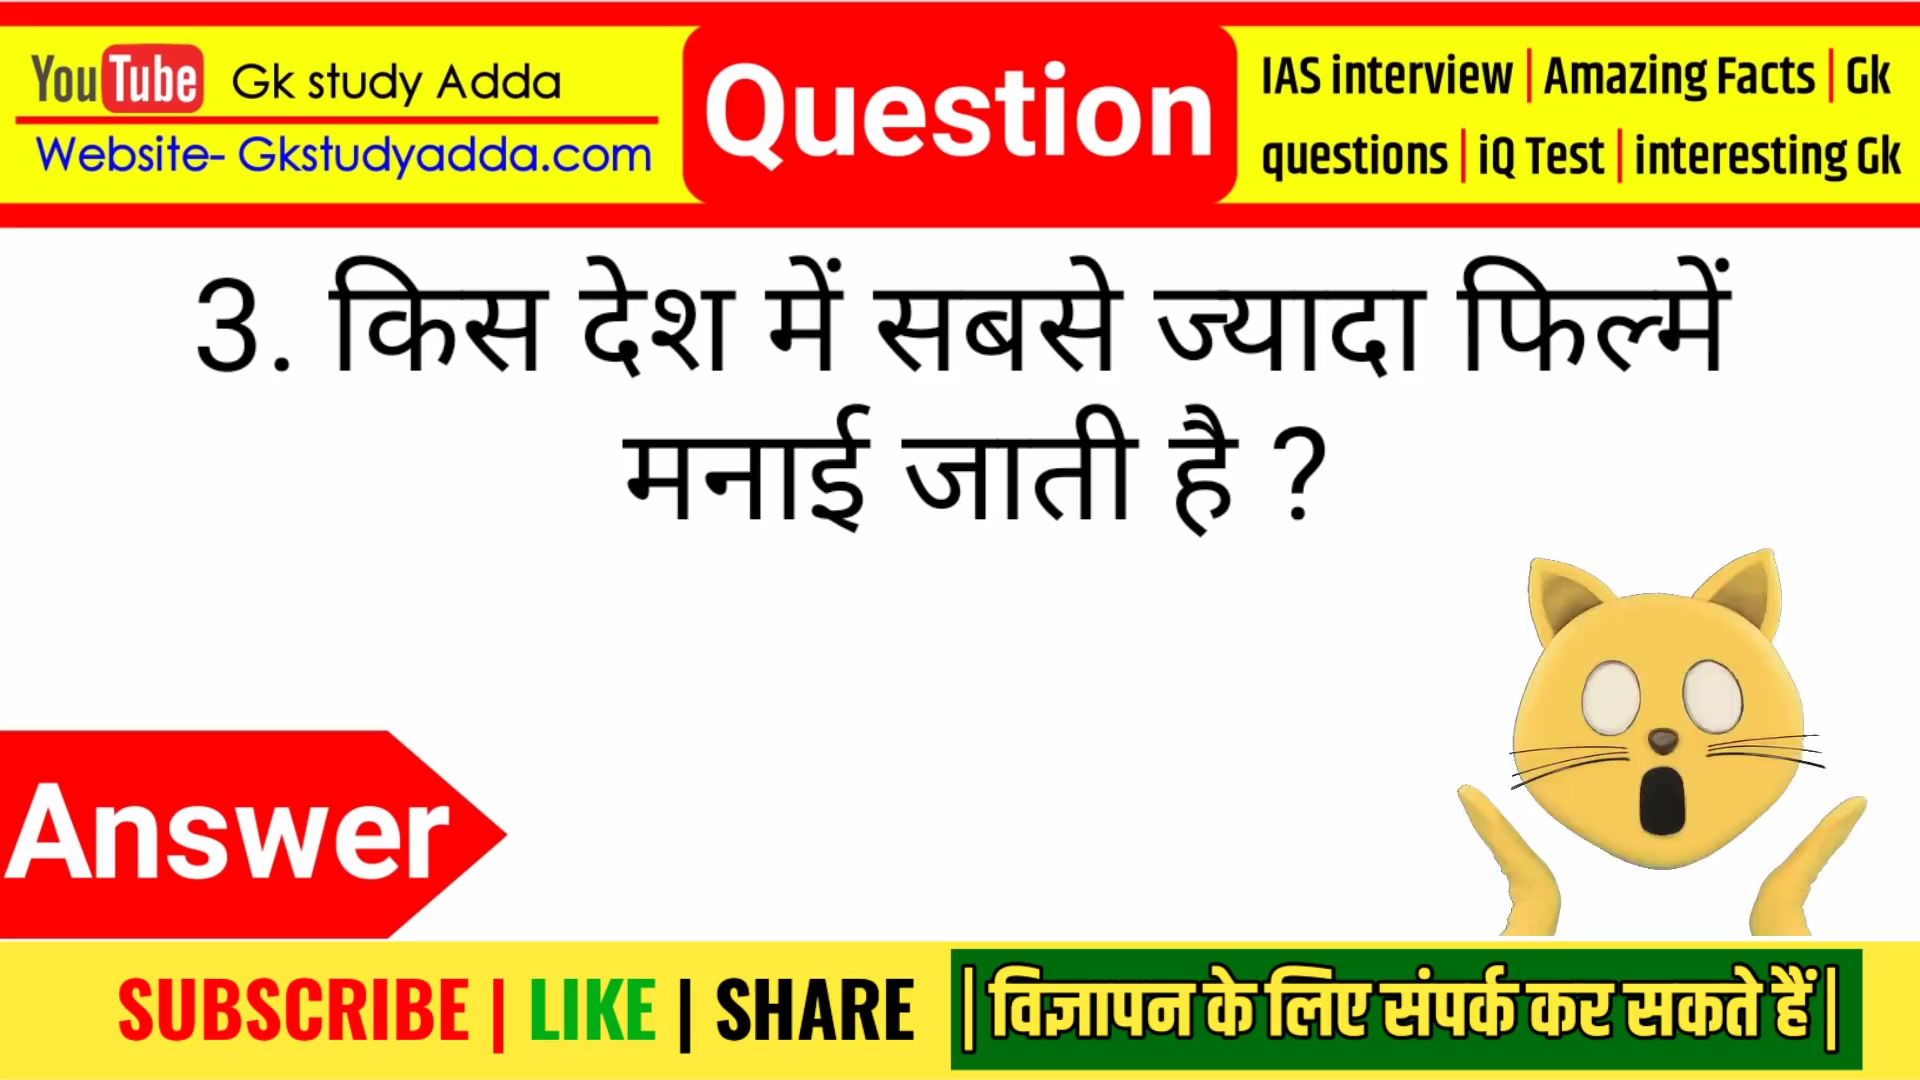 YouTube Gk study Adda
Website- Gkstudyadda.com
Question
IAS interview | Amazing Facts | Gk
questions | iQ Test | interesting Gk
3. किस देश में सबसे ज्यादा फिल्में
मनाई जाती है ?
Answer
SUBSCRIBE | LIKE | SHARE
| विज्ञापन के लिए संपर्क कर सकते हैं |